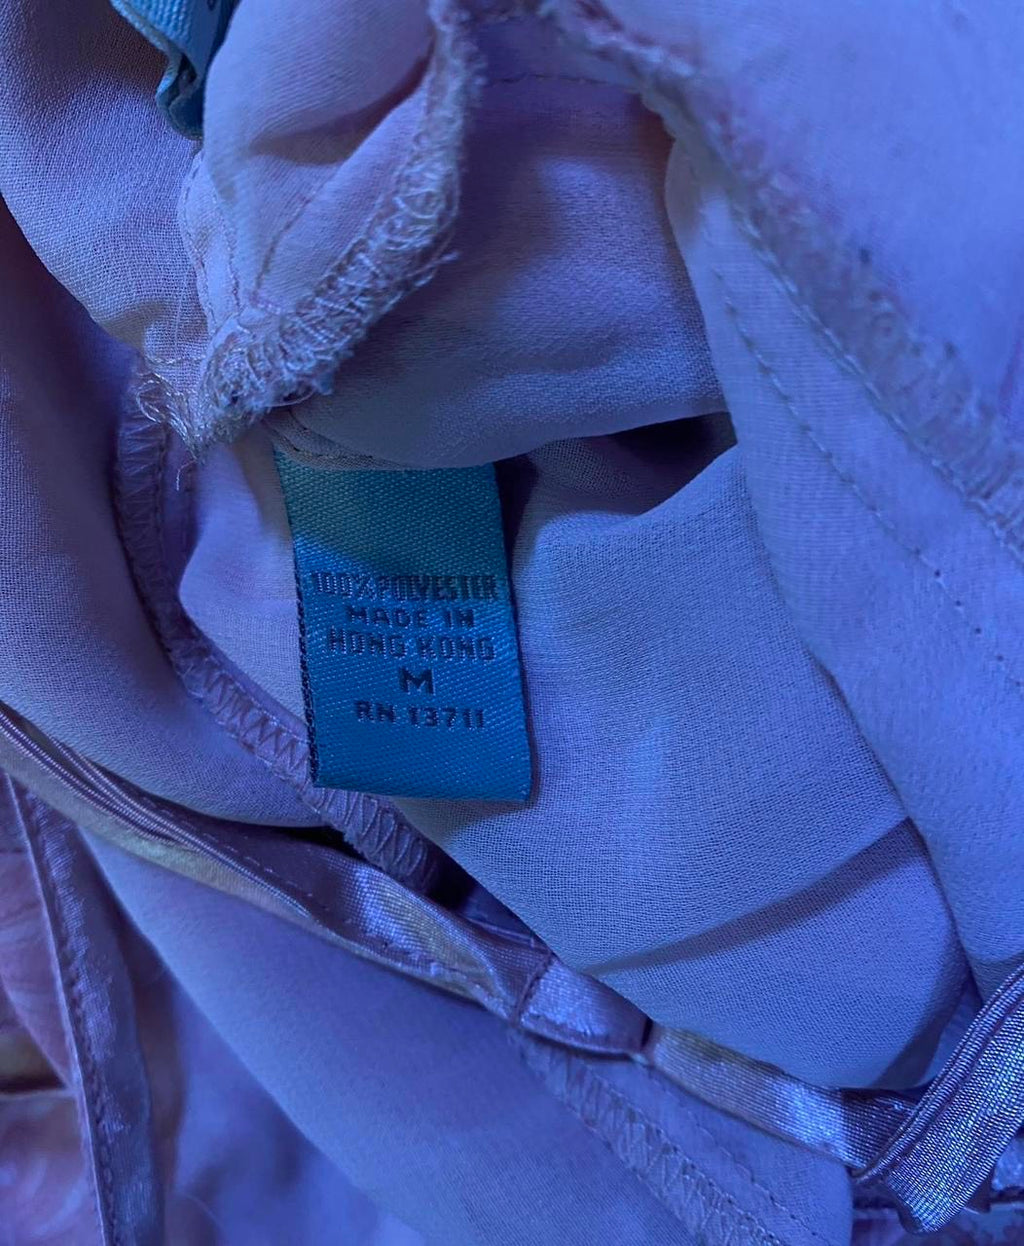 100% POLYESTER
MADE IN
HONG KONG
M
RN 13711